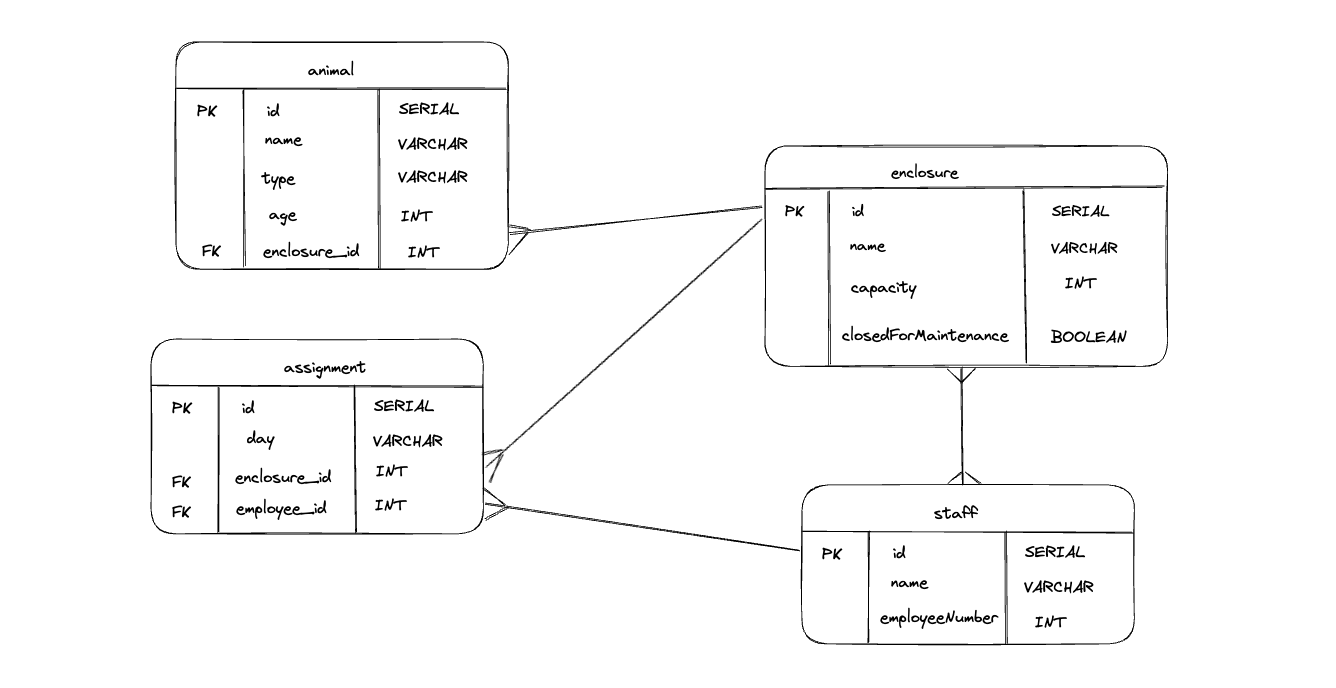 animal
PK id SERIAL
name VARCHAR
type VARCHAR
age INT
FK enclosure_id INT
enclosure
PK id SERIAL
name VARCHAR
capacity INT
closedForMaintenance BOOLEAN
assignment
PK id SERIAL
day VARCHAR
FK enclosure_id INT
FK employee_id INT
staff
PK id SERIAL
name VARCHAR
employeeNumber INT